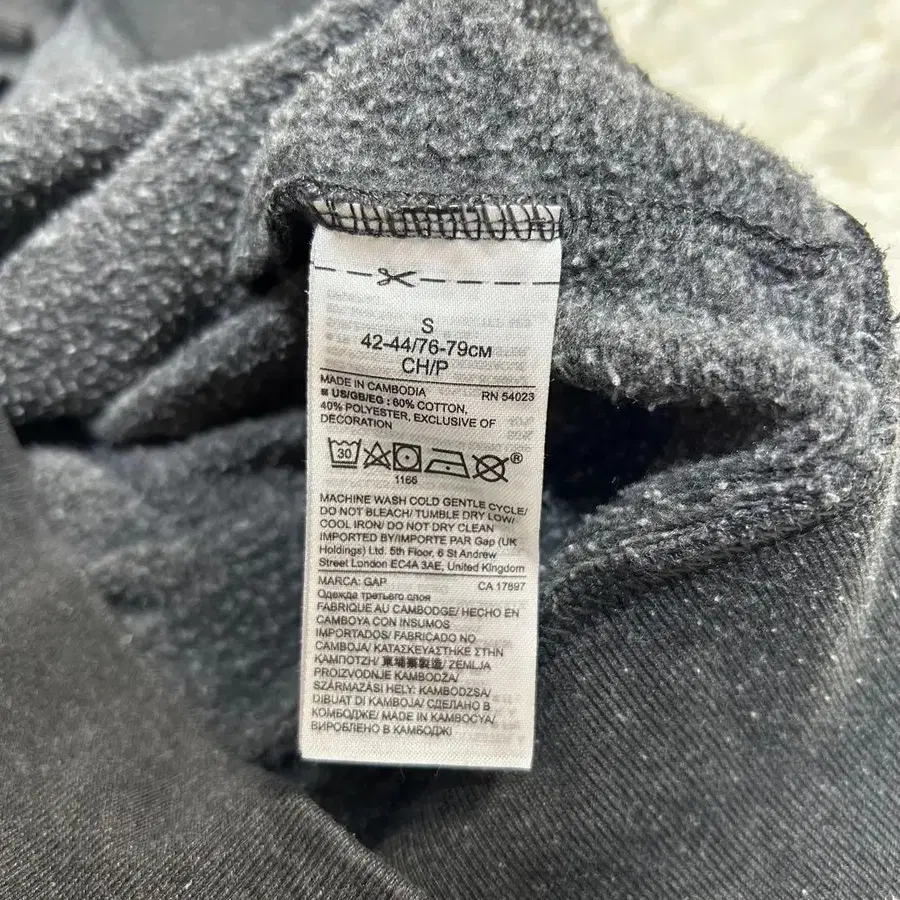 S
42-44/76-79CM
CH/P
MADE IN CAMBODIA RN 54023
US/GB/EG : 60% COTTON,
40% POLYESTER, EXCLUSIVE OF
DECORATION
30
®
1166
MACHINE WASH COLD GENTLE CYCLE/
DO NOT BLEACH/ TUMBLE DRY LOW/
COOL IRON/ DO NOT DRY CLEAN
IMPORTED BY/IMPORTE PAR Gap (UK
Holdings) Ltd. 5th Floor, 6 St Andrew
Street London EC4A 3AE, United Kingdom
MARCA: GAP CA 17897
Одежда третьего слоя
FABRIQUE AU CAMBODGE/ HECHO EN
CAMBOYA CON INSUMOS
IMPORTADOS/ FABRICADO NO
CAMBOJA/ ΚΑΤΑΣΚΕΥΑΣΤΗΚΕ ΣΤΗΝ
ΚΑΜΠΟΤΖΗ/ 柬埔寨製造/ ZEMLJA
PROIZVODNJE KAMBODŽA/
SZÁRMAZÁSI HELY: KAMBODZSA/
DIBUAT DI KAMBOJA/ СДЕЛАНО В
КОМБОДЖЕ/ MADE IN KAMBOÇYA/
ВИРОБЛЕНО В КАМБОДЖІ